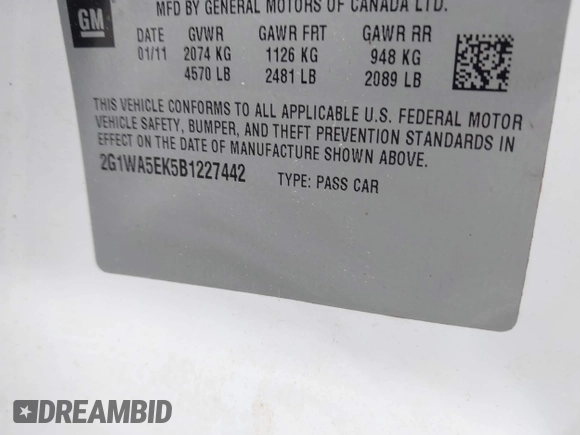 MFD BY GENERAL MOTORS OF CANADA LTD.
GM
DATE GVWR GAWR FRT GAWR RR
01/11 2074 KG 1126 KG 948 KG
4570 LB 2481 LB 2089 LB
THIS VEHICLE CONFORMS TO ALL APPLICABLE U.S. FEDERAL MOTOR
VEHICLE SAFETY, BUMPER, AND THEFT PREVENTION STANDARDS IN
EFFECT ON THE DATE OF MANUFACTURE SHOWN ABOVE.
2G1WA5EK5B1227442 TYPE: PASS CAR
DREAMBID